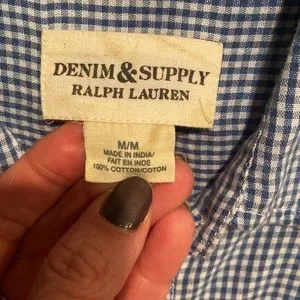 DENIM & SUPPLY
RALPH LAUREN
M/M
MADE IN INDIA/
FAIT EN INDE
100% COTTON/COTON